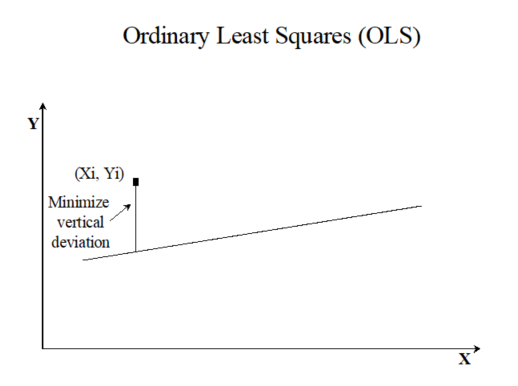 Ordinary Least Squares (OLS)
Y
(Xi, Yi)
Minimize
vertical
deviation
X